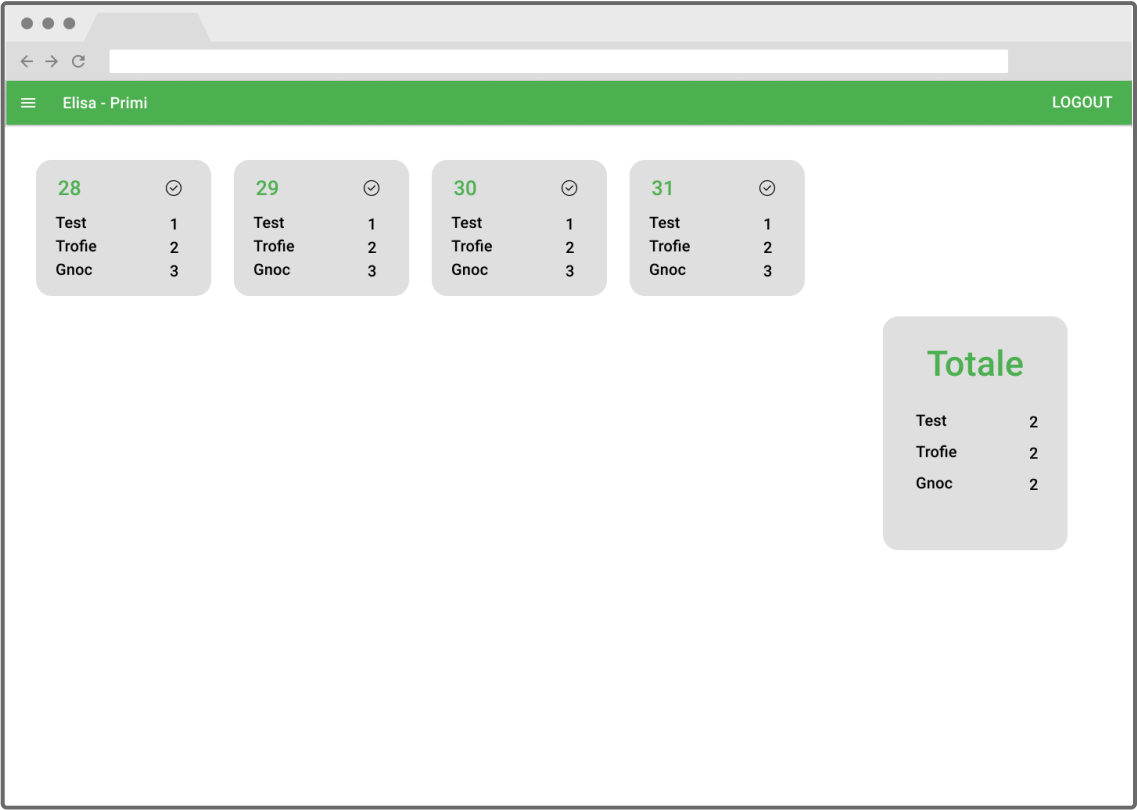 Elisa - Primi
LOGOUT
28
Test 1
Trofie 2
Gnoc 3
29
Test 1
Trofie 2
Gnoc 3
30
Test 1
Trofie 2
Gnoc 3
31
Test 1
Trofie 2
Gnoc 3
Totale
Test 2
Trofie 2
Gnoc 2